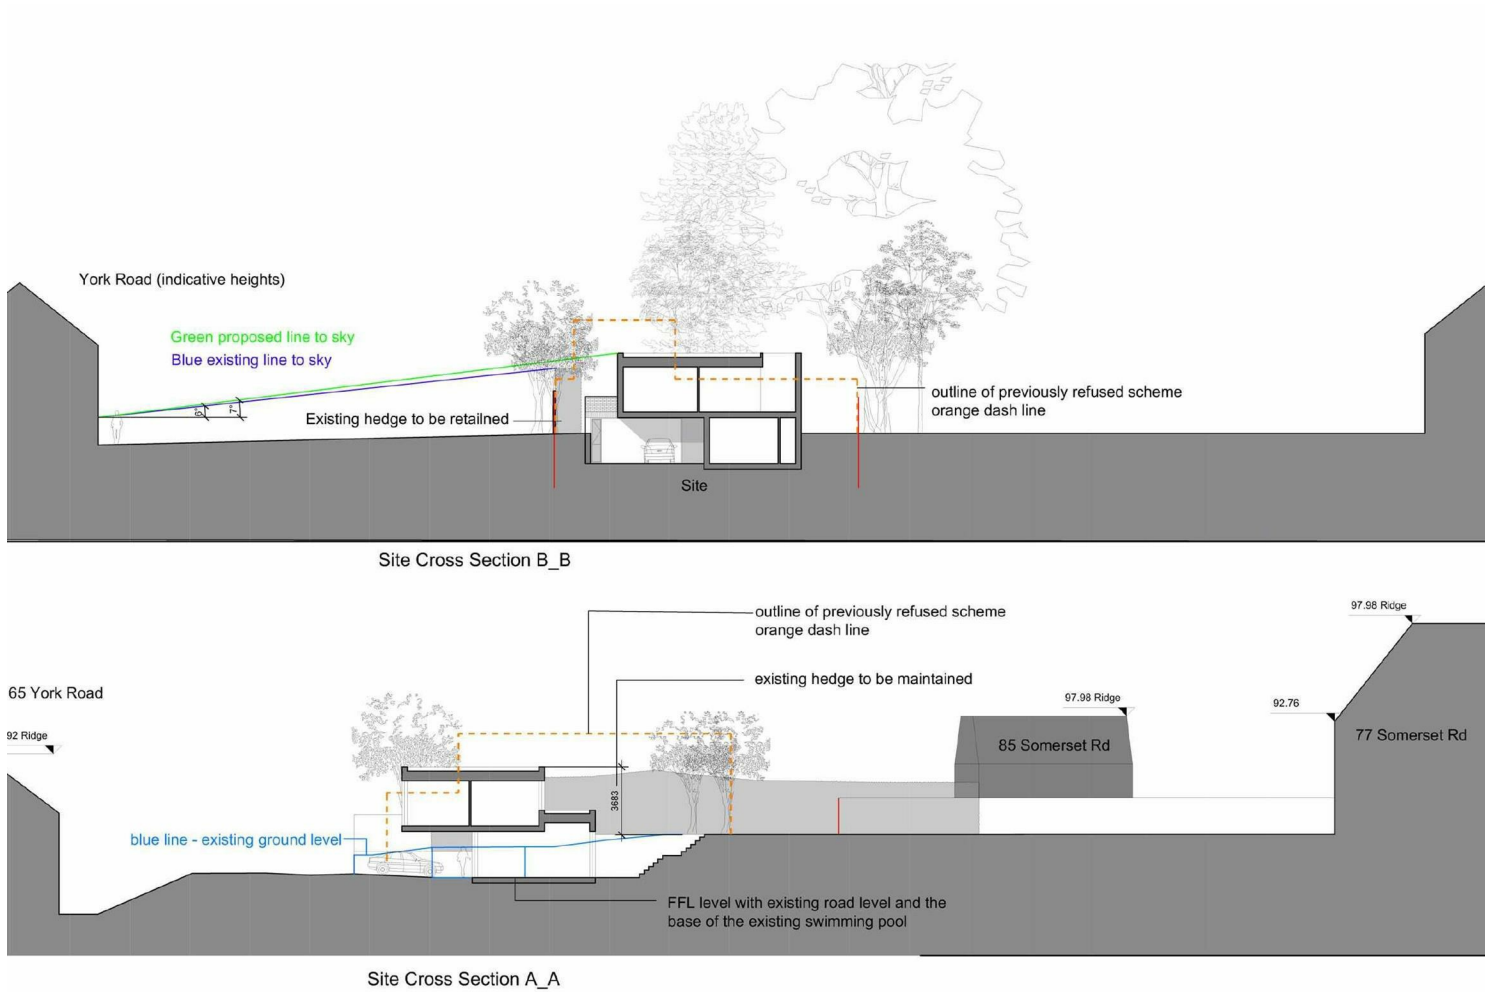 York Road (indicative heights)
Green proposed line to sky
Blue existing line to sky
6°
7°
Existing hedge to be retailned
outline of previously refused scheme
orange dash line
Site
Site Cross Section B_B
outline of previously refused scheme
orange dash line
97.98 Ridge
existing hedge to be maintained
65 York Road
97.98 Ridge
92.76
92 Ridge
77 Somerset Rd
85 Somerset Rd
3683
blue line - existing ground level
FFL level with existing road level and the
base of the existing swimming pool
Site Cross Section A_A